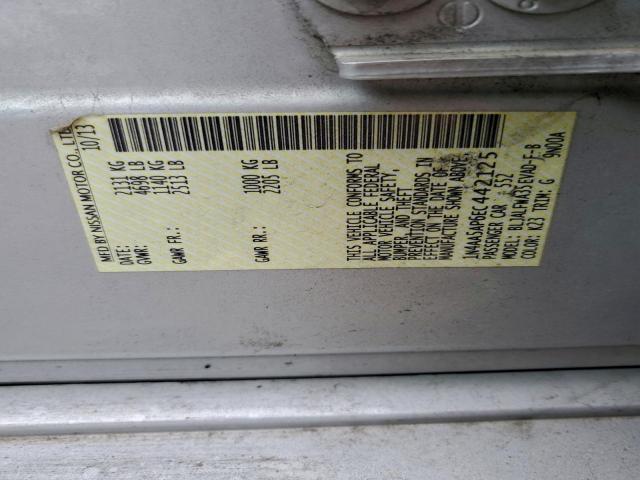 MFD BY NISSAN MOTOR CO., LTD. 10/13
GVWR: 2131 KG
4698 LB
GAWR FR.: 1140 KG
2513 LB
GAWR RR.: 1000 KG
2205 LB
THIS VEHICLE CONFORMS TO
ALL APPLICABLE FEDERAL
MOTOR VEHICLE SAFETY,
BUMPER, AND THEFT
PREVENTION STANDARDS IN
EFFECT ON THE DATE OF
MANUFACTURE SHOWN ABOVE.
1N4AA5AP6EC442125
PASSENGER CAR
MODEL: BLJALHWA35EVAD-E-B
COLOR: K23 TRIM: G 9N00A